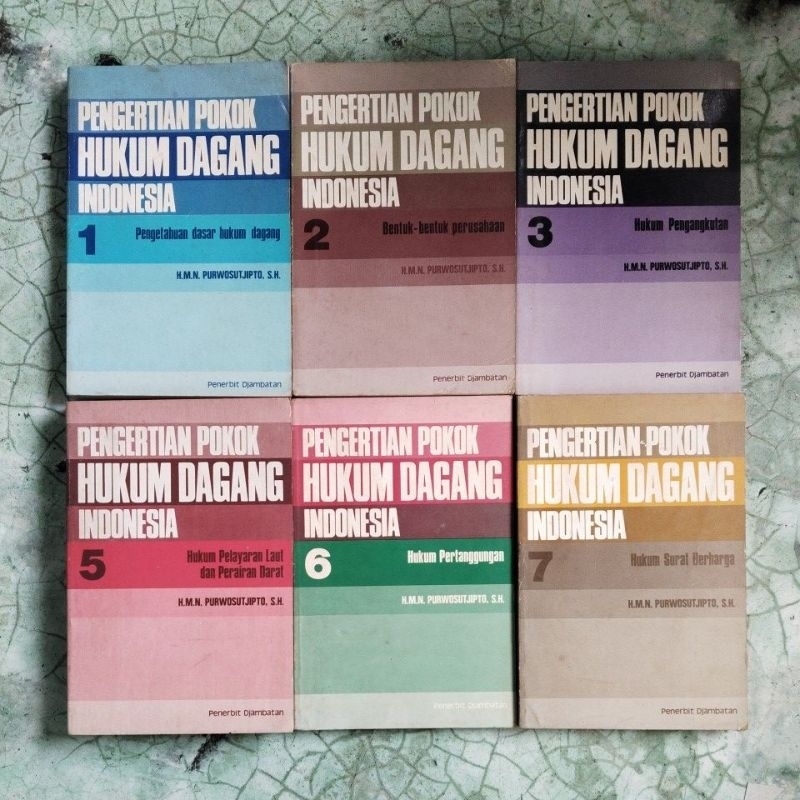 PENGERTIAN POKOK
HUKUM DAGANG
INDONESIA
1
Pengetahuan dasar hukum dagang
H.M.N. PURWOSUTJIPTO, S.H.
Penerbit Djambatan
PENGERTIAN POKOK
HUKUM DAGANG
INDONESIA
2
Bentuk-bentuk perusahaan
H.M.N. PURWOSUTJIPTO, S.H.
Penerbit Djambatan
PENGERTIAN POKOK
HUKUM DAGANG
INDONESIA
3
Hukum Pengangkutan
H.M.N. PURWOSUTJIPTO, S.H.
Penerbit Djambatan
PENGERTIAN POKOK
HUKUM DAGANG
INDONESIA
5
Hukum Pelayaran Laut
dan Perairan Darat
H.M.N. PURWOSUTJIPTO, S.H.
Penerbit Djambatan
PENGERTIAN POKOK
HUKUM DAGANG
INDONESIA
6
Hukum Pertanggungan
H.M.N. PURWOSUTJIPTO, S.H.
Penerbit Djambatan
PENGERTIAN POKOK
HUKUM DAGANG
INDONESIA
7
Hukum Surat Berharga
H.M.N. PURWOSUTJIPTO, S.H.
Penerbit Djambatan